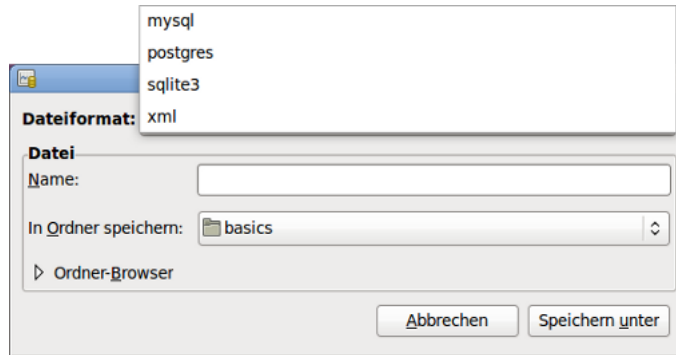 mysql
postgres
sqlite3
xml
Dateiformat:
Datei
Name:
In Ordner speichern: basics
Ordner-Browser
Abbrechen Speichern unter